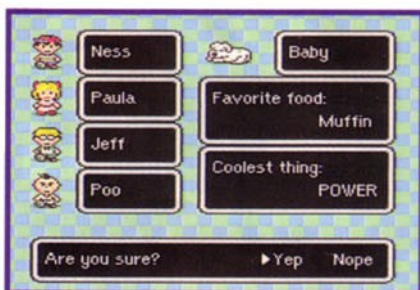 Ness
Baby
Paula
Favorite food:
Muffin
Jeff
Coolest thing:
POWER
Poo
Are you sure? ▶Yep Nope